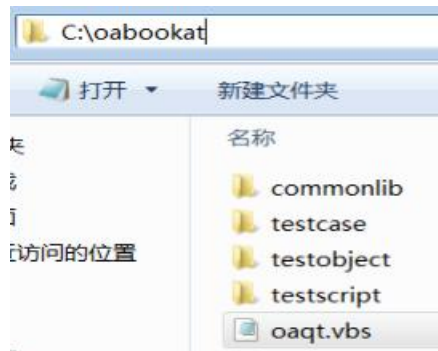 C:\oabookat
打开 新建文件夹
名称
commonlib
testcase
testobject
访问的位置
testscript
oaqt.vbs